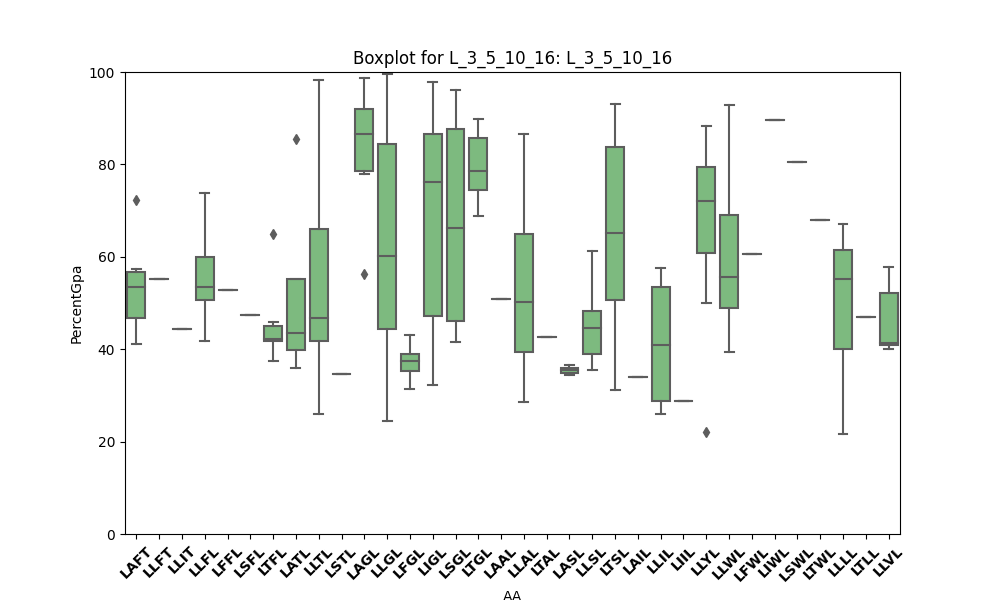 Boxplot for L_3_5_10_16: L_3_5_10_16
100
80
60
40
20
0
PercentGpa
LAFT LLFT LLIT LLFL LFFL LSFL LTFL LATL LLTL LSTL LAGL LLGL LFGL LIGL LSGL LTGL LAAL LLAL LTAL LASL LLSL LTSL LAIL LLIL LIIL LLYL LLWL LFWL LIWL LSWL LTWL LLLL LTLL LLVL
AA